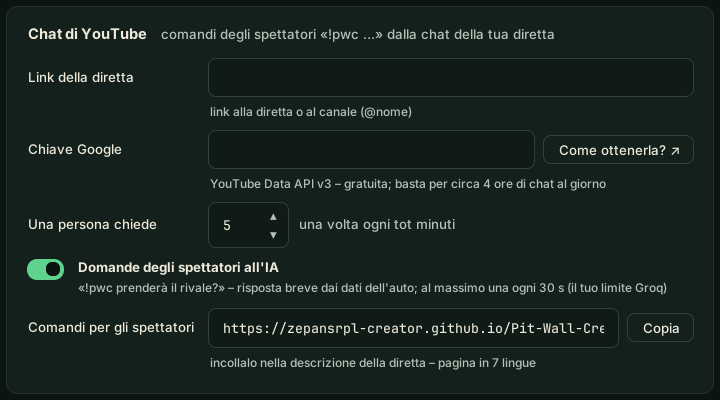 Chat di YouTube comandi degli spettatori «!pwc ...» dalla chat della tua diretta
Link della diretta
link alla diretta o al canale (@nome)
Chiave Google
Come ottenerla? ↗
YouTube Data API v3 – gratuita; basta per circa 4 ore di chat al giorno
Una persona chiede 5 una volta ogni tot minuti
Domande degli spettatori all'IA
«!pwc prenderà il rivale?» – risposta breve dai dati dell'auto; al massimo una ogni 30 s (il tuo limite Groq)
Comandi per gli spettatori https://zepansrpl-creator.github.io/Pit-Wall-Cre Copia
incollalo nella descrizione della diretta – pagina in 7 lingue